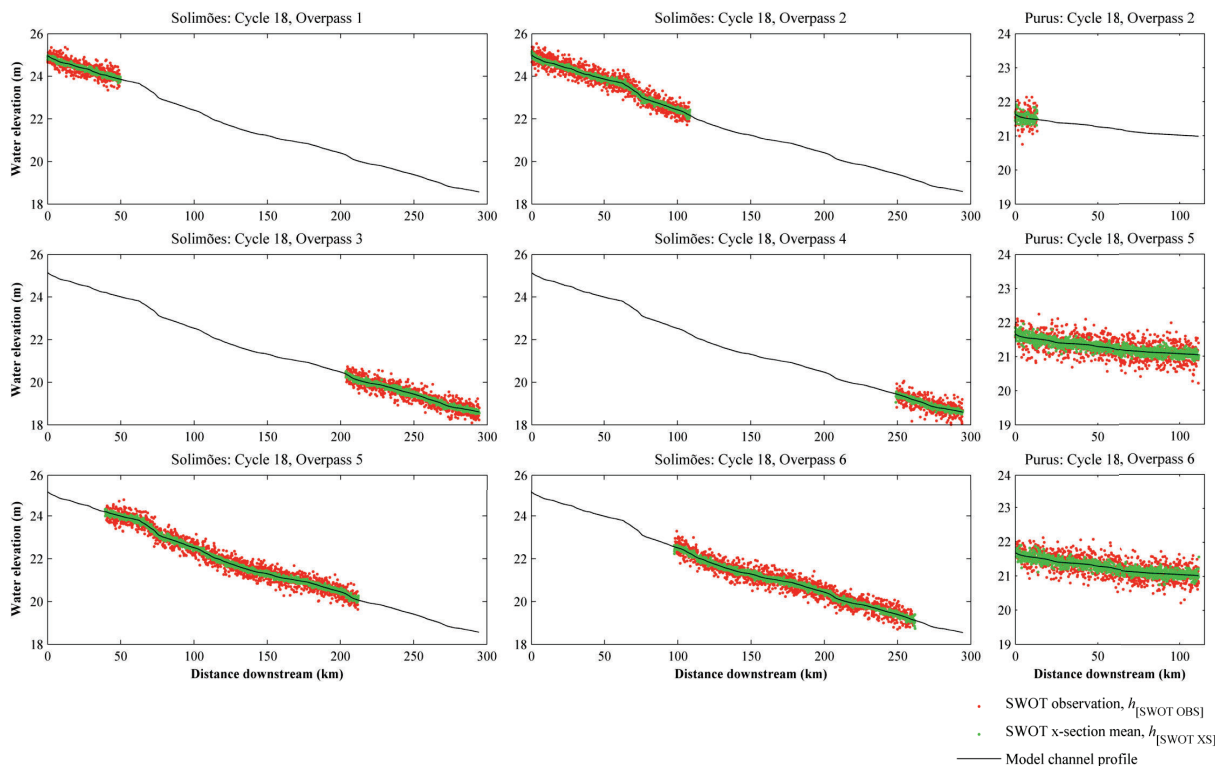 Solimões: Cycle 18, Overpass 1
Solimões: Cycle 18, Overpass 2
Purus: Cycle 18, Overpass 2
Water elevation (m)
26
24
22
20
18
0 50 100 150 200 250 300
26
24
22
20
18
0 50 100 150 200 250 300
24
23
22
21
20
19
0 50 100
Solimões: Cycle 18, Overpass 3
Solimões: Cycle 18, Overpass 4
Purus: Cycle 18, Overpass 5
Water elevation (m)
26
24
22
20
18
0 50 100 150 200 250 300
26
24
22
20
18
0 50 100 150 200 250 300
24
23
22
21
20
19
0 50 100
Solimões: Cycle 18, Overpass 5
Solimões: Cycle 18, Overpass 6
Purus: Cycle 18, Overpass 6
Water elevation (m)
26
24
22
20
18
0 50 100 150 200 250 300
26
24
22
20
18
0 50 100 150 200 250 300
24
23
22
21
20
19
0 50 100
Distance downstream (km)
Distance downstream (km)
SWOT observation, h[SWOT OBS]
SWOT x-section mean, h[SWOT XS]
Model channel profile